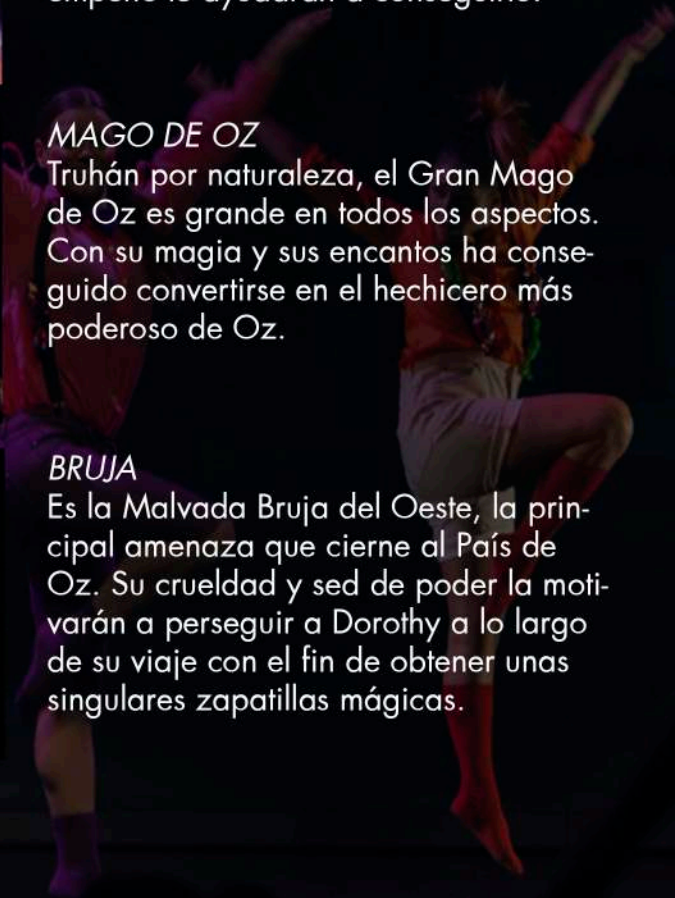 MAGO DE OZ
Truhán por naturaleza, el Gran Mago
de Oz es grande en todos los aspectos.
Con su magia y sus encantos ha conse-
guido convertirse en el hechicero más
poderoso de Oz.
BRUJA
Es la Malvada Bruja del Oeste, la prin-
cipal amenaza que cierne al País de
Oz. Su crueldad y sed de poder la moti-
varán a perseguir a Dorothy a lo largo
de su viaje con el fin de obtener unas
singulares zapatillas mágicas.